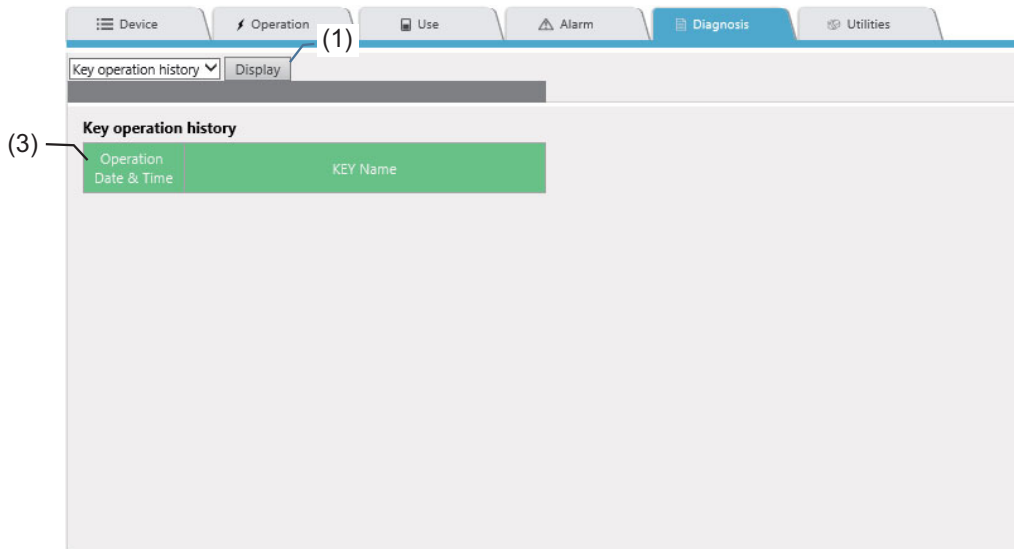 Device Operation Use Alarm Diagnosis Utilities
(1)
Key operation history Display
Key operation history
(3)
Operation
Date & Time
KEY Name